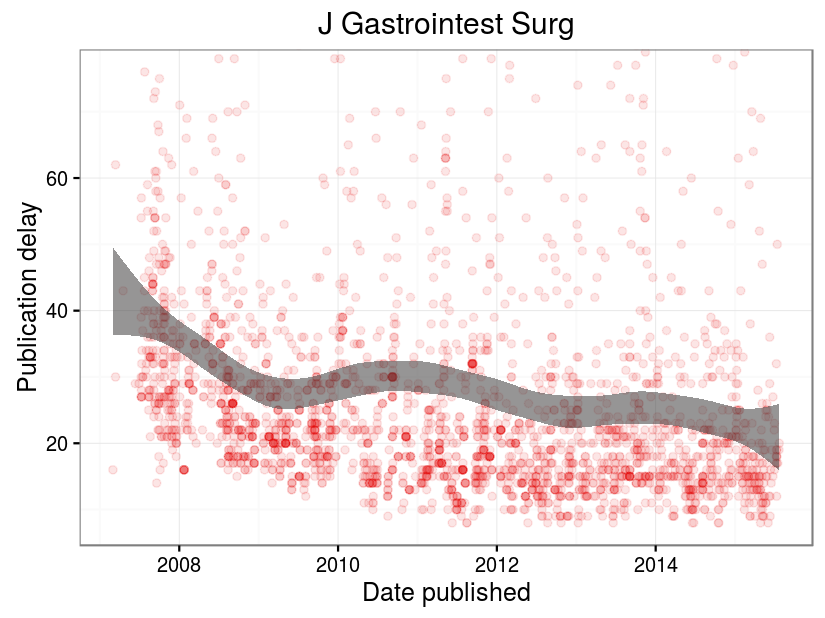 J Gastrointest Surg
Publication delay
60
40
20
2008 2010 2012 2014
Date published